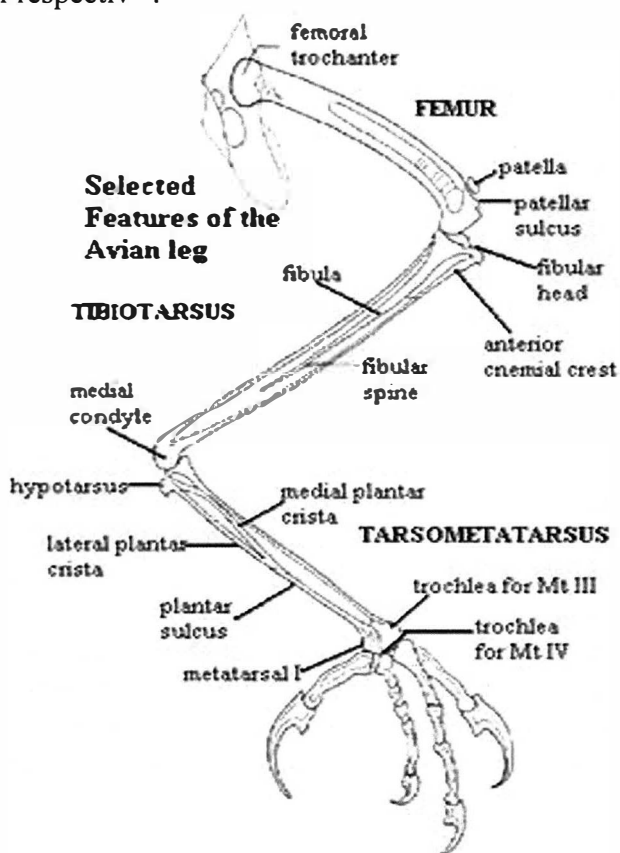 femoral
trochanter
FEMUR
patella
patellar
sulcus
Selected
Features of the
Avian leg
fibula
fibular
head
TIBIOTARSUS
anterior
cnemial crest
fibular
spine
medial
condyle
hypotarsus
medial plantar
crista
TARSOMETATARSUS
lateral plantar
crista
trochlea for Mt III
plantar
sulcus
trochlea
for Mt IV
metatarsal I